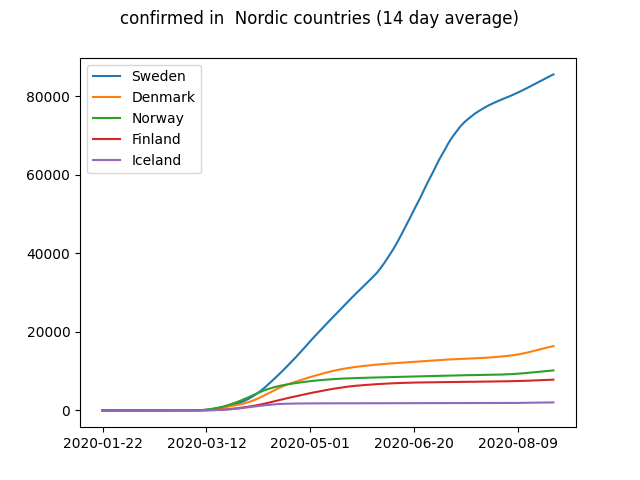 confirmed in  Nordic countries (14 day average)
Sweden
Denmark
Norway
Finland
Iceland
80000
60000
40000
20000
0
2020-01-22 2020-03-12 2020-05-01 2020-06-20 2020-08-09